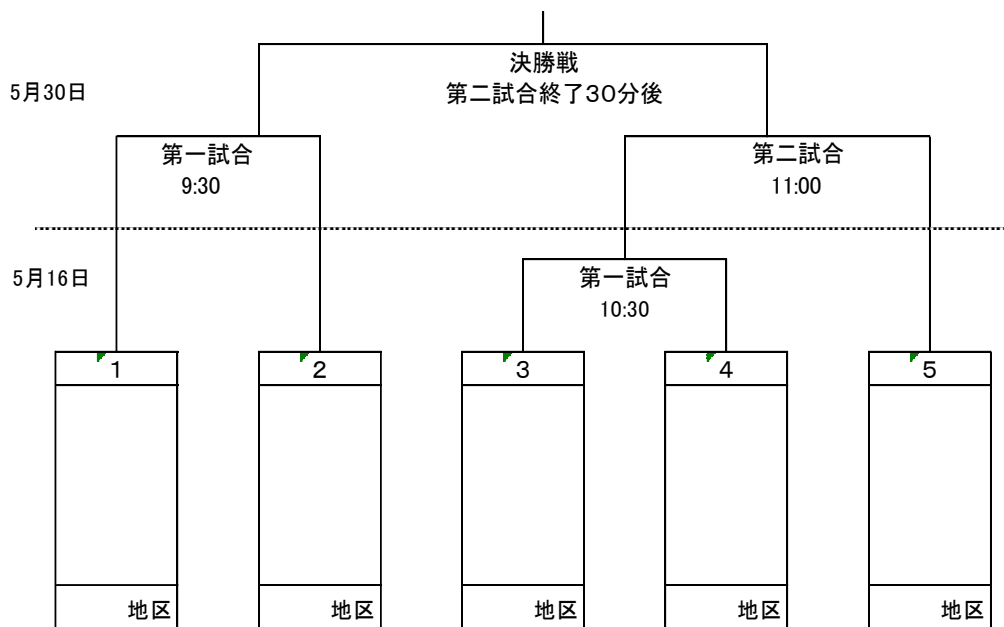 決勝戦
第二試合終了30分後
5月30日
第一試合
9:30
第二試合
11:00
5月16日
第一試合
10:30
1
2
3
4
5
地区
地区
地区
地区
地区